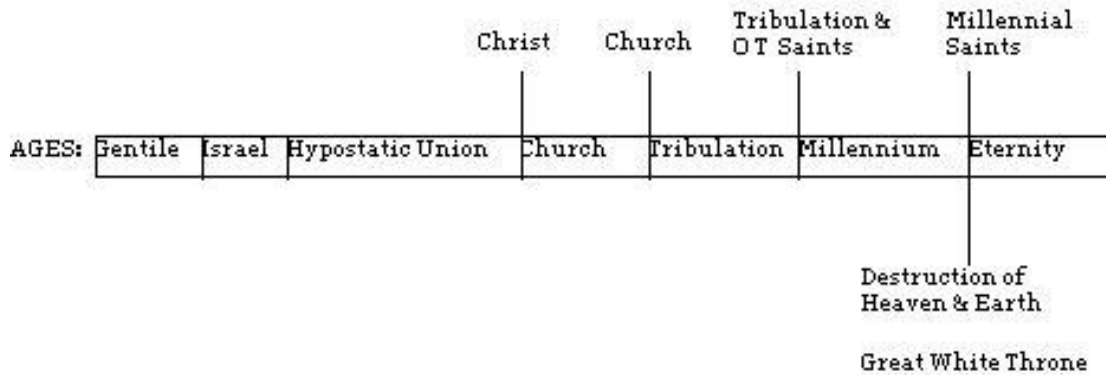 Christ
Church
Tribulation &
OT Saints
Millennial
Saints
AGES: Gentile Israel Hypostatic Union Church Tribulation Millennium Eternity
Destruction of
Heaven & Earth
Great White Throne